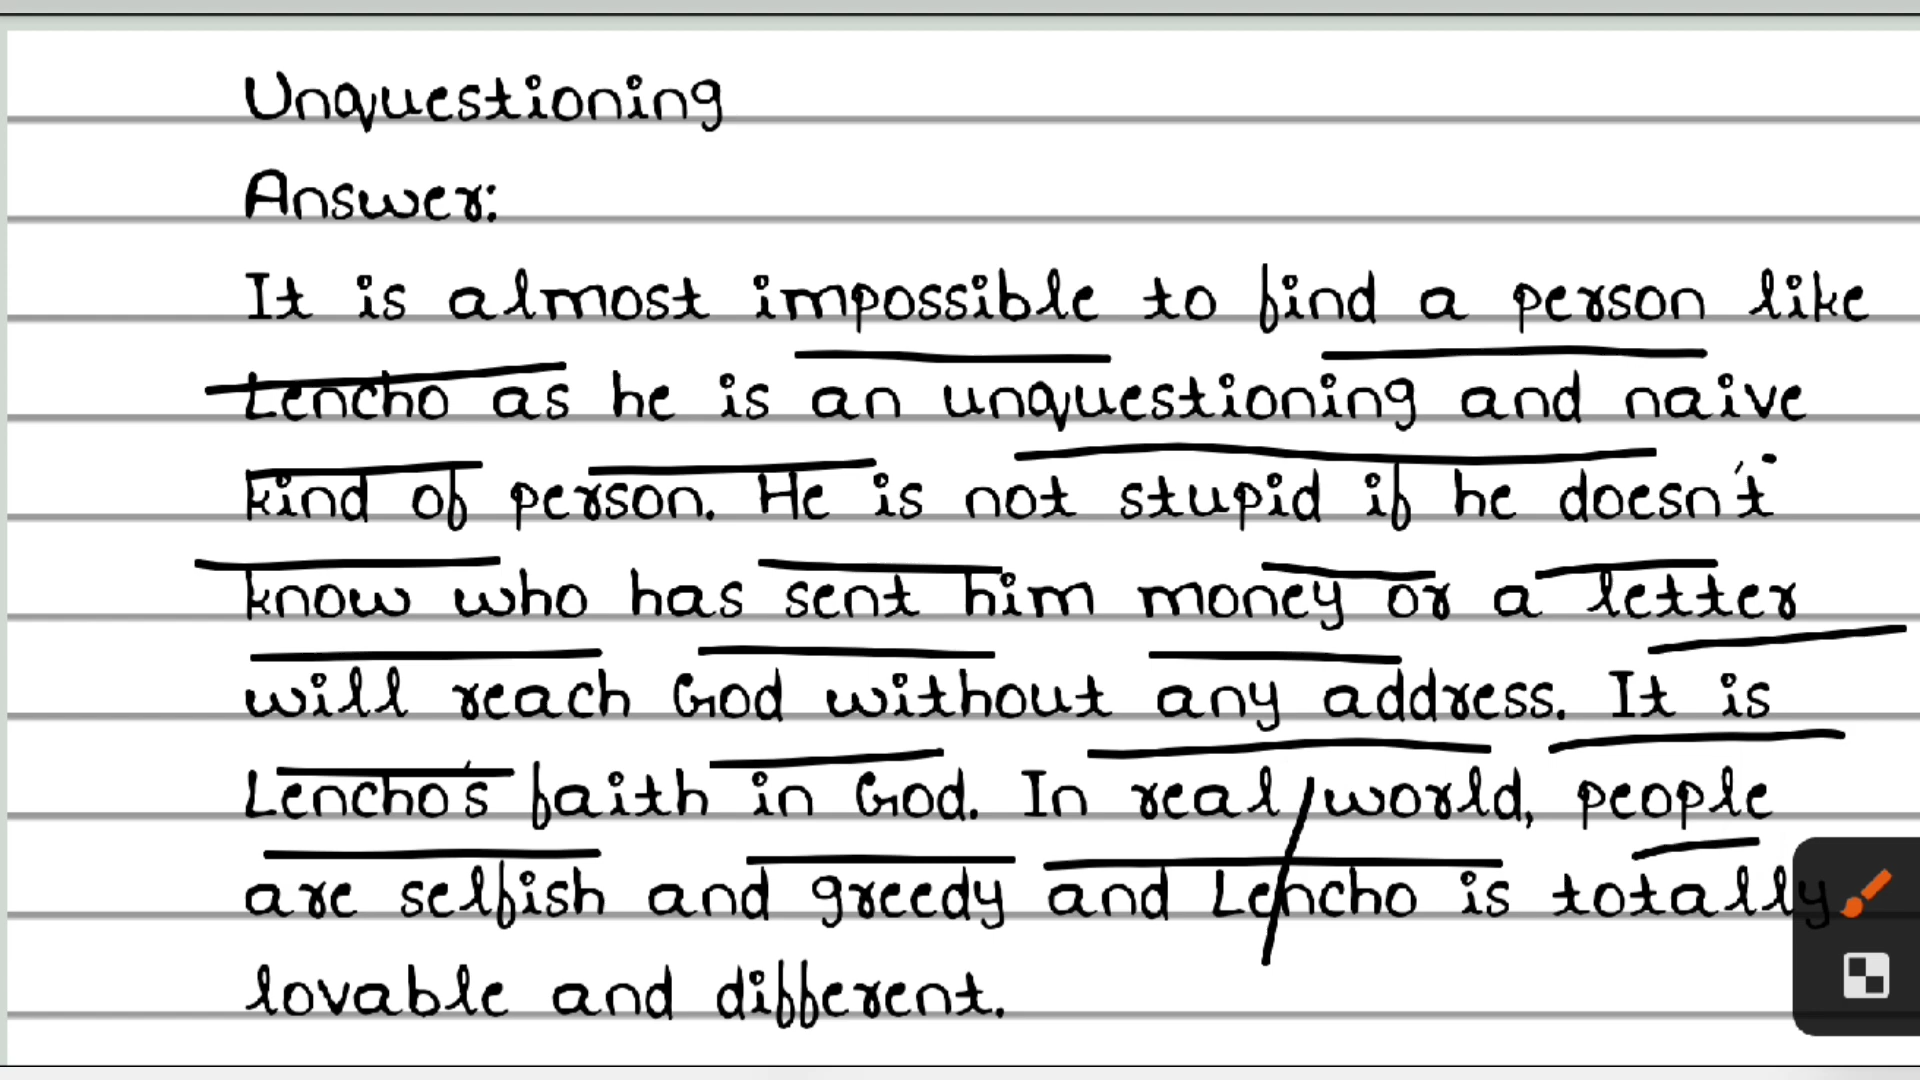 Unquestioning
Answer:
It is almost impossible to find a person like
Lencho as he is an unquestioning and naive
kind of person. He is not stupid if he doesn't
know who has sent him money or a letter
will reach God without any address. It is
Lencho's faith in God. In real world, people
are selfish and greedy and Lencho is totally
lovable and different.